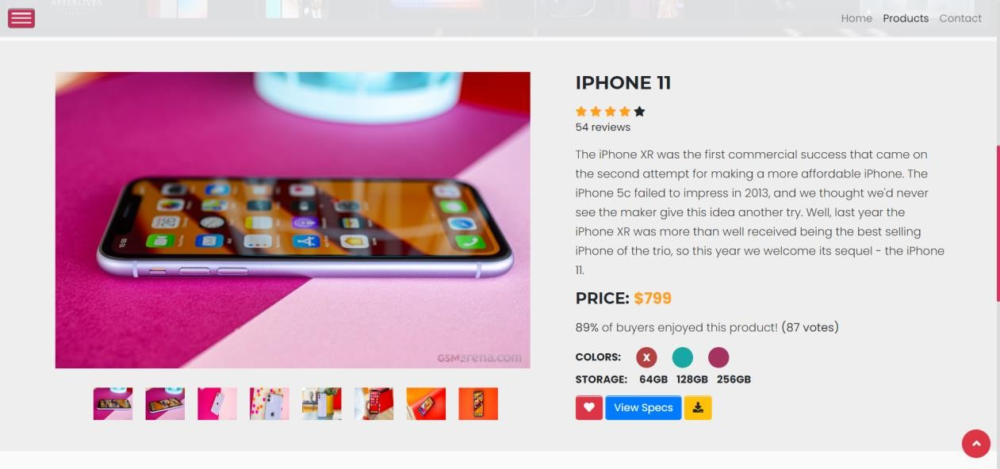 AFTERLIVES
Home Products Contact
IPHONE 11
54 reviews
The iPhone XR was the first commercial success that came on
the second attempt for making a more affordable iPhone. The
iPhone 5c failed to impress in 2013, and we thought we'd never
see the maker give this idea another try. Well, last year the
iPhone XR was more than well received being the best selling
iPhone of the trio, so this year we welcome its sequel - the iPhone
11.
PRICE: $799
89% of buyers enjoyed this product! (87 votes)
COLORS: X
STORAGE: 64GB 128GB 256GB
View Specs
GSMarena.com